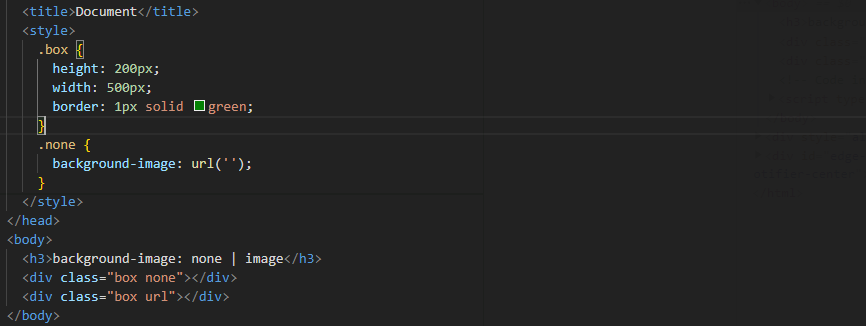 <title>Document</title>
<style>
.box {
height: 200px;
width: 500px;
border: 1px solid green;
}
.none {
background-image: url('');
}
</style>
</head>
<body>
<h3>background-image: none | image</h3>
<div class="box none"></div>
<div class="box url"></div>
</body>